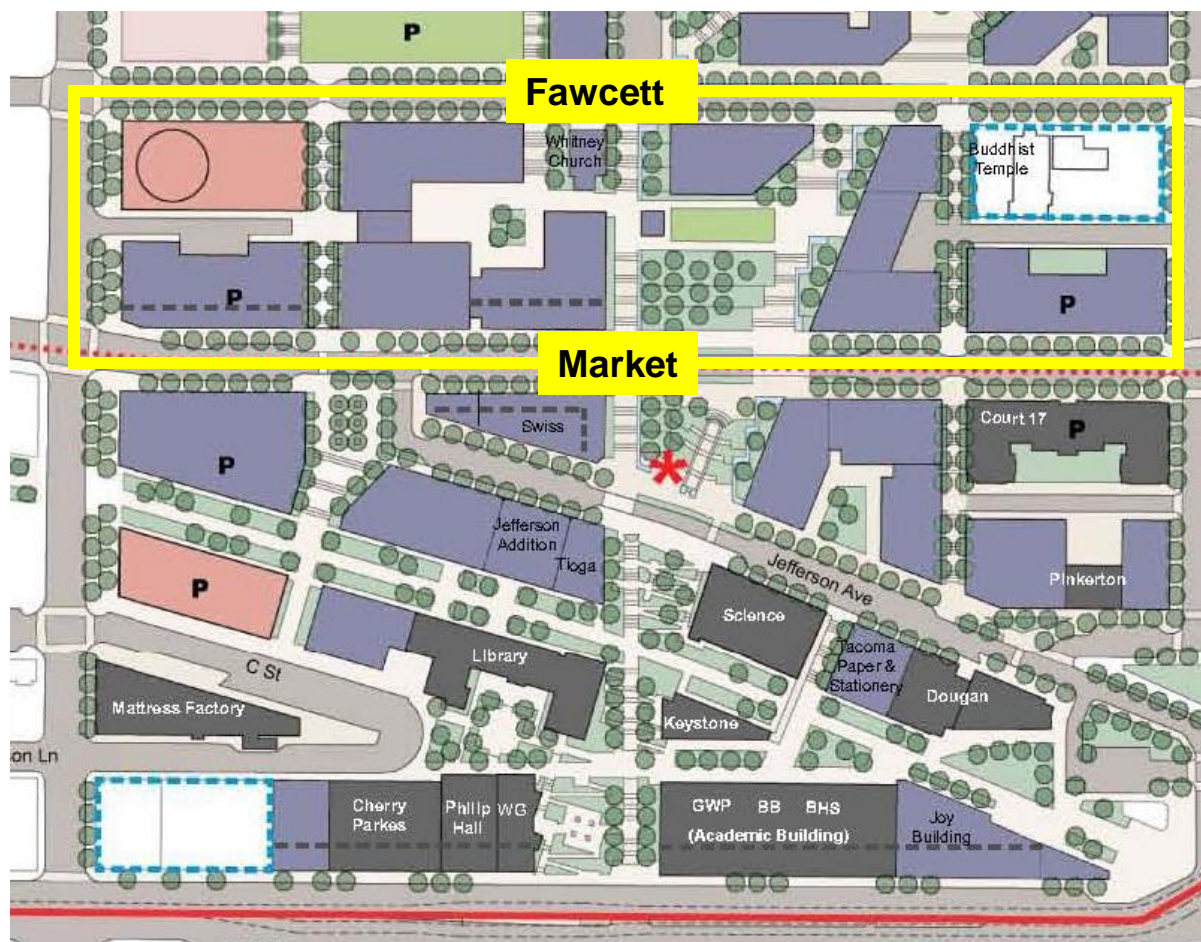 P
Fawcett
Whitney
Church
Buddhist
Temple
P
P
Market
Swiss
Court 17
P
P
Jefferson
Addition
Tioga
Jefferson Ave
Pinkerton
P
Science
Library
Tacoma
Paper &
Stationery
C St
Dougan
Mattress Factory
Keystone
son Ln
Cherry
Parkes
Philip
Hall
WG
GWP BB BHS
(Academic Building)
Joy
Building